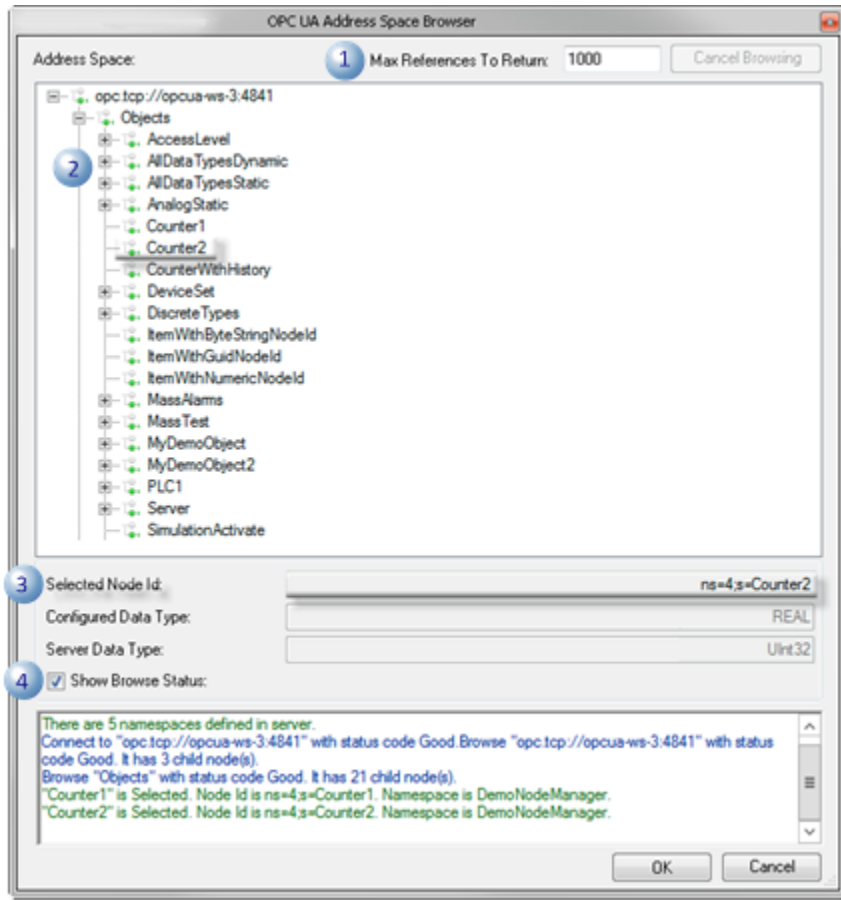 OPC UA Address Space Browser
Address Space:
1 Max References To Return: 1000 Cancel Browsing
opc.tcp://opcua-ws-3:4841
Objects
AccessLevel
2 AllDataTypesDynamic
AllDataTypesStatic
AnalogStatic
Counter1
Counter2
CounterWithHistory
DeviceSet
DiscreteTypes
ItemWithByteStringNodeId
ItemWithGuidNodeId
ItemWithNumericNodeId
MassAlarms
MassTest
MyDemoObject
MyDemoObject2
PLC1
Server
SimulationActivate
3 Selected Node Id: ns=4;s=Counter2
Configured Data Type: REAL
Server Data Type: UInt32
4 Show Browse Status:
There are 5 namespaces defined in server.
Connect to "opc.tcp://opcua-ws-3:4841" with status code Good.Browse "opc.tcp://opcua-ws-3:4841" with status
code Good. It has 3 child node(s).
Browse "Objects" with status code Good. It has 21 child node(s).
"Counter1" is Selected. Node Id is ns=4;s=Counter1. Namespace is DemoNodeManager.
"Counter2" is Selected. Node Id is ns=4;s=Counter2. Namespace is DemoNodeManager.
OK Cancel